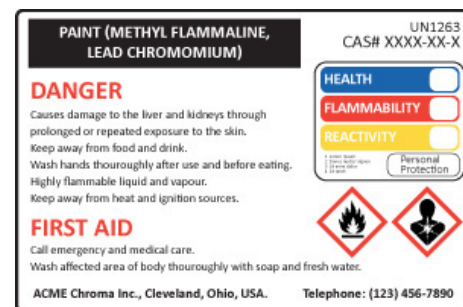 PAINT (METHYL FLAMMALINE,
LEAD CHROMOMIUM)
UN1263
CAS# XXXX-XX-X
DANGER
Causes damage to the liver and kidneys through
prolonged or repeated exposure to the skin.
Keep away from food and drink.
Wash hands thouroughly after use and before eating.
Highly flammable liquid and vapour.
Keep away from heat and ignition sources.
HEALTH
FLAMMABILITY
REACTIVITY
Personal
Protection
FIRST AID
Call emergency and medical care.
Wash affected area of body thouroughly with soap and fresh water.
ACME Chroma Inc., Cleveland, Ohio, USA.
Telephone: (123) 456-7890